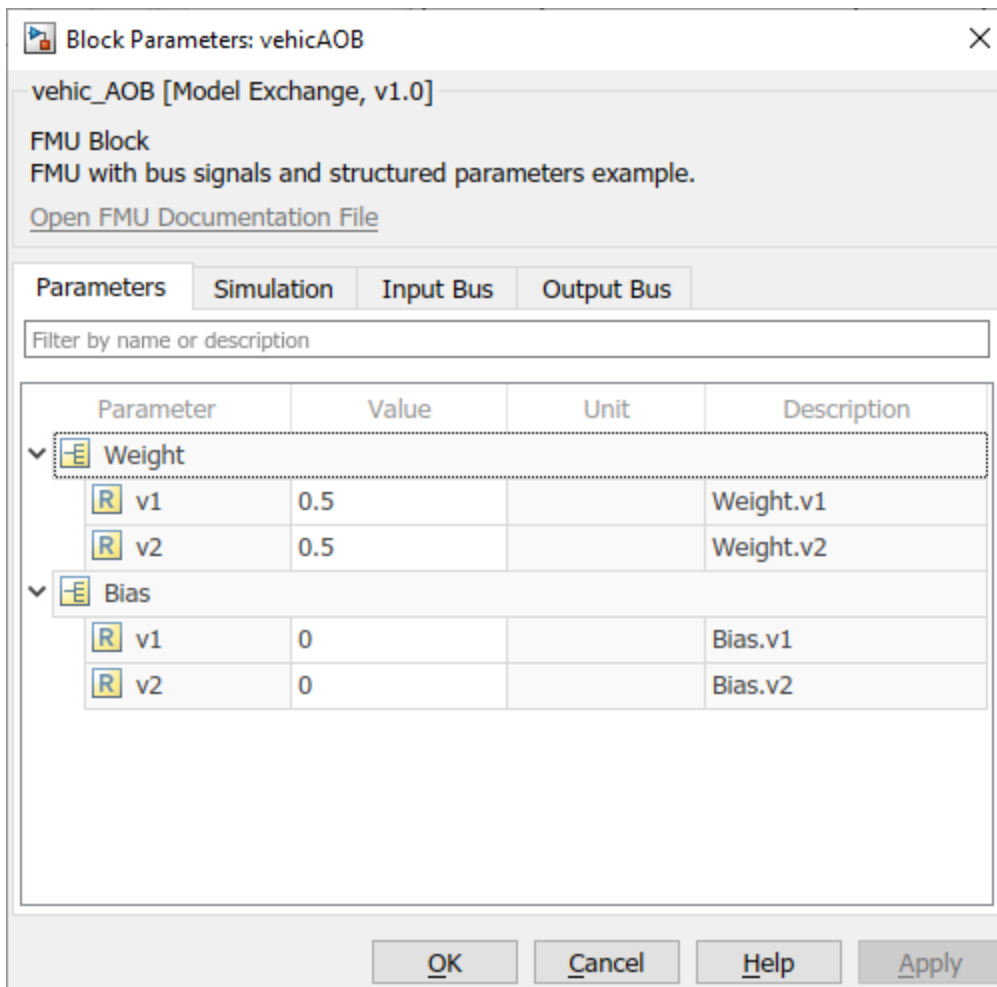 Block Parameters: vehicAOB
vehic_AOB [Model Exchange, v1.0]
FMU Block
FMU with bus signals and structured parameters example.
Open FMU Documentation File
Parameters Simulation Input Bus Output Bus
Filter by name or description
Parameter Value Unit Description
Weight
R v1 0.5 Weight.v1
R v2 0.5 Weight.v2
Bias
R v1 0 Bias.v1
R v2 0 Bias.v2
OK Cancel Help Apply